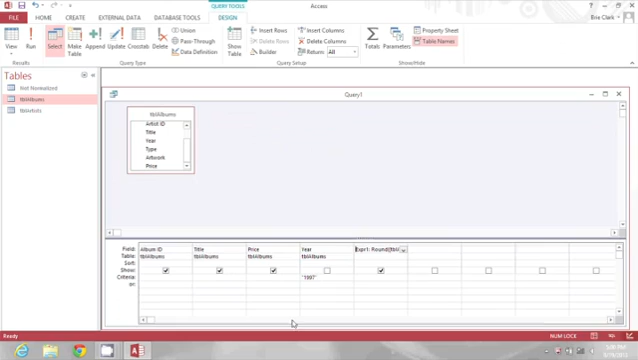 QUERY TOOLS
Access
FILE HOME CREATE EXTERNAL DATA DATABASE TOOLS DESIGN
Brie Clark
View Run Select Make Table Append Update Crosstab Delete
Union
Pass-Through
Data Definition
Show Table
Insert Rows
Delete Rows
Builder
Insert Columns
Delete Columns
Return: All
Totals Parameters
Property Sheet
Table Names
Results Query Type Query Setup Show/Hide
Tables
Not Normalized
tblAlbums
tblArtists
Query1
tblAlbums
Artist ID
Title
Year
Type
Artwork
Price
Field: Album ID Title Price Year Expr1: Round([tbl
Table: tblAlbums tblAlbums tblAlbums tblAlbums
Sort:
Show:
Criteria: "1997"
or:
Ready
NUM LOCK